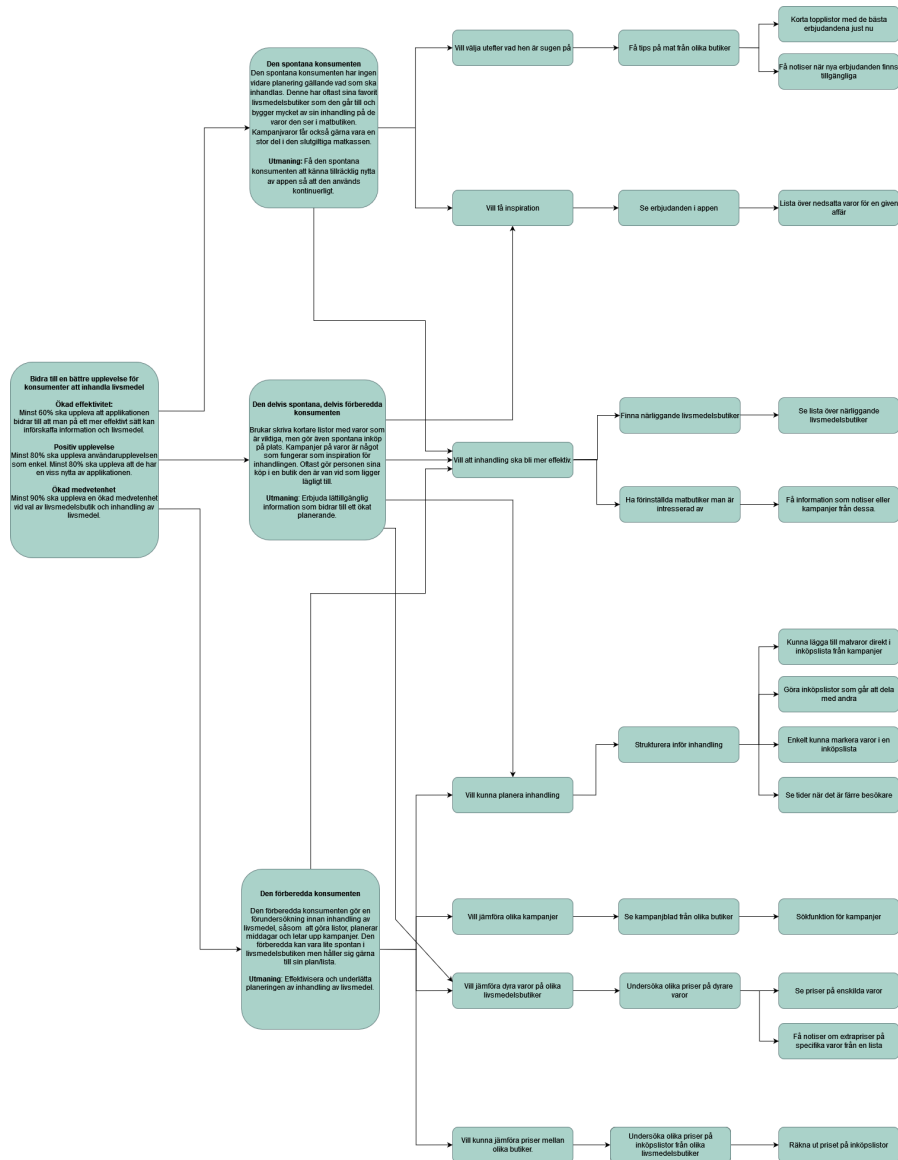 Bidra till en bättre upplevelse för
konsumenter att inhandla livsmedel
Ökad effektivitet:
Minst 60% ska uppleva att applikationen
bidrar till att man på ett mer effektivt sätt kan
införskaffa information och livsmedel.
Positiv upplevelse
Minst 80% ska uppleva användarupplevelsen
som enkel. Minst 80% ska uppleva att de har
en viss nytta av applikationen.
Ökad medvetenhet
Minst 90% ska uppleva en ökad medvetenhet
vid val av livsmedelsbutik och inhandling av
livsmedel.
Den spontana konsumenten
Den spontana konsumenten har ingen
vidare planering gällande vad som ska
inhandlas. Denne har oftast sina favorit
livsmedelsbutiker som den går till och
bygger mycket av sin inhandling på de
varor den ser i matbutiken.
Kampanjvaror får också gärna vara en
stor del i den slutgiltiga matkassen.
Utmaning: Få den spontana
konsumenten att känna tillräcklig nytta
av appen så att den används
kontinuerligt.
Vill välja utefter vad hen är sugen på
Få tips på mat från olika butiker
Korta topplistor med de bästa
erbjudandena just nu
Få notiser när nya erbjudanden finns
tillgängliga
Vill få inspiration
Se erbjudanden i appen
Lista över nedsatta varor för en given
affär
Den delvis spontana, delvis förberedda
konsumenten
Brukar skriva kortare listor med varor som
är viktiga, men gör även spontana inköp
på plats. Kampanjer på varor är något
som fungerar som inspiration för
inhandlingen. Oftast gör personen sina
köp i en butik den är van vid som ligger
lägligt till.
Utmaning: Erbjuda lättillgänglig
information som bidrar till ett ökat
planerande.
Vill att inhandling ska bli mer effektiv.
Finna närliggande livsmedelsbutiker
Se lista över närliggande
livsmedelsbutiker
Ha förinställda matbutiker man är
intresserad av
Få information som notiser eller
kampanjer från dessa.
Den förberedda konsumenten
Den förberedda konsumenten gör en
förundersökning innan inhandling av
livsmedel, såsom att göra listor, planerar
middagar och letar upp kampanjer. Den
förberedda kan vara lite spontan i
livsmedelsbutiken men håller sig gärna
till sin plan/lista.
Utmaning: Effektivisera och underlätta
planeringen av inhandling av livsmedel.
Vill kunna planera inhandling
Strukturera inför inhandling
Kunna lägga till matvaror direkt i
inköpslista från kampanjer
Göra inköpslistor som går att dela
med andra
Enkelt kunna markera varor i en
inköpslista
Se tider när det är färre besökare
Vill jämföra olika kampanjer
Se kampanjblad från olika butiker
Sökfunktion för kampanjer
Vill jämföra dyra varor på olika
livsmedelsbutiker
Undersöka olika priser på dyrare
varor
Se priser på enskilda varor
Få notiser om extrapriser på
specifika varor från en lista
Vill kunna jämföra priser mellan
olika butiker.
Undersöka olika priser på
inköpslistor från olika
livsmedelbutiker
Räkna ut priset på inköpslistor